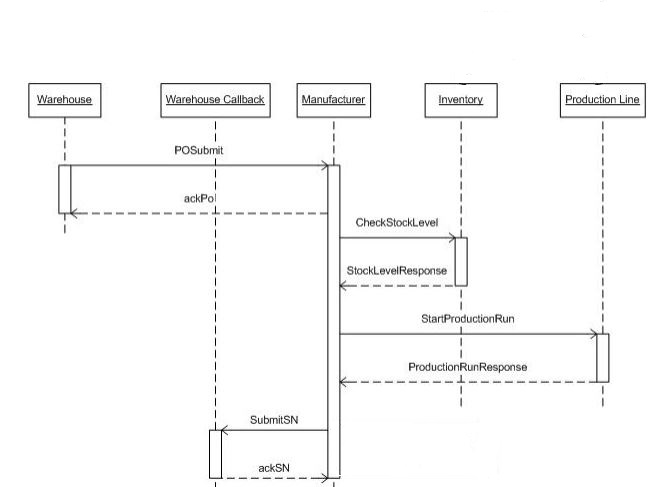 Warehouse
Warehouse Callback
Manufacturer
Inventory
Production Line
POSubmit
ackPo
CheckStockLevel
StockLevelResponse
StartProductionRun
ProductionRunResponse
SubmitSN
ackSN